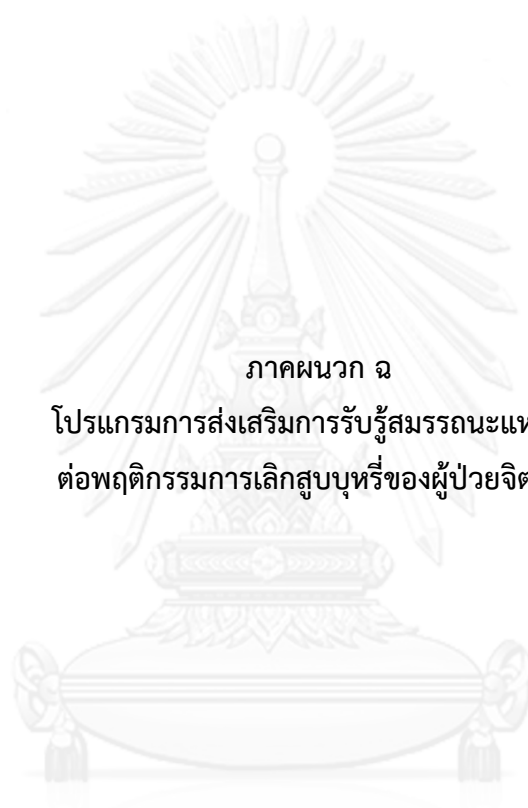 ภาคผนวก ฉ
โปรแกรมการส่งเสริมการรับรู้สมรรถนะแห
ต่อพฤติกรรมการเลิกสูบบุหรี่ของผู้ป่วยจิต